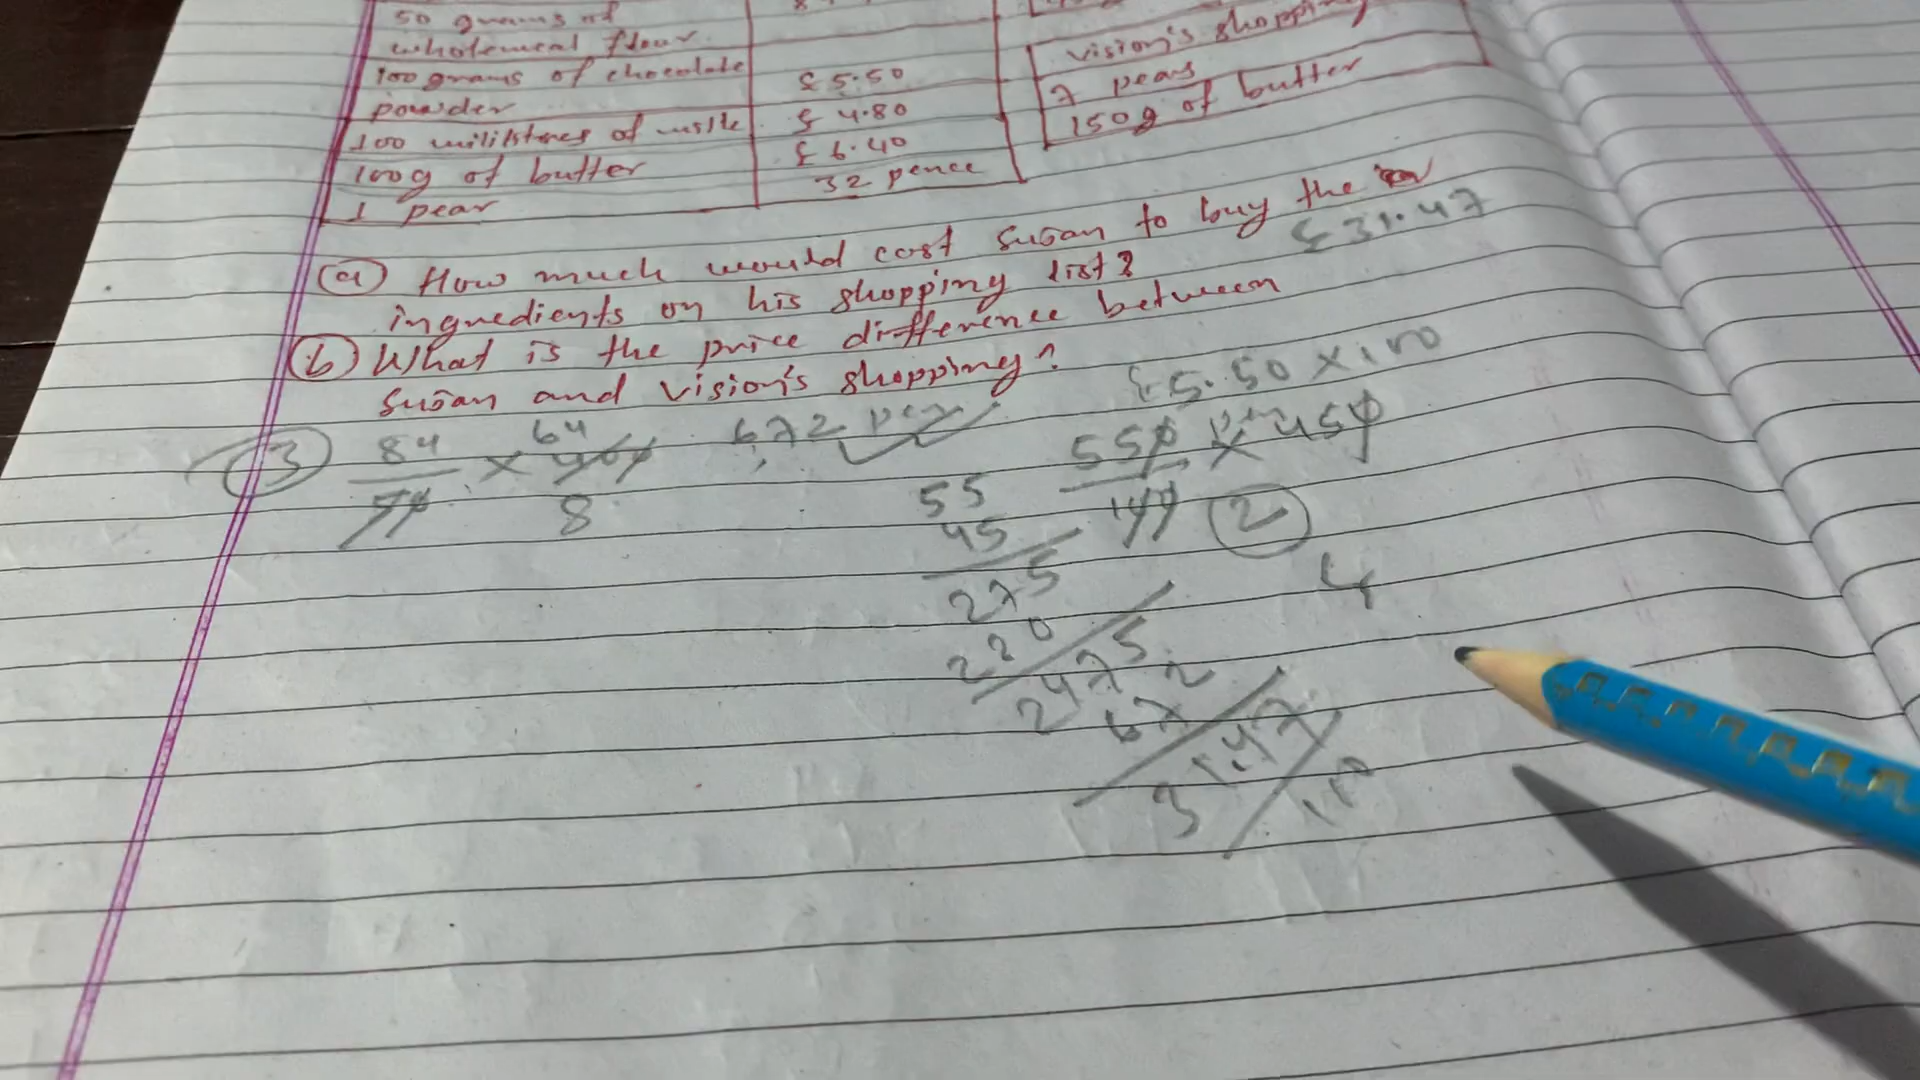 50 grams of
wholemeal flour
100 grams of chocolate
powder
£5.50
100 mililitres of milk
£ 4.80
100g of butter
£ 6.40
1 pear
32 pence
Vision's shopping
7 pears
150g of butter
(a) How much would cost Susan to buy the
ingredients on his shopping list?
£31.47
(b) What is the price difference between
Susan and Vision's shopping?
£5.50 × 100
3
84 × 64
8
672
550 × 450
100
2
55
45
275
220
2475
672
31.47
100
4